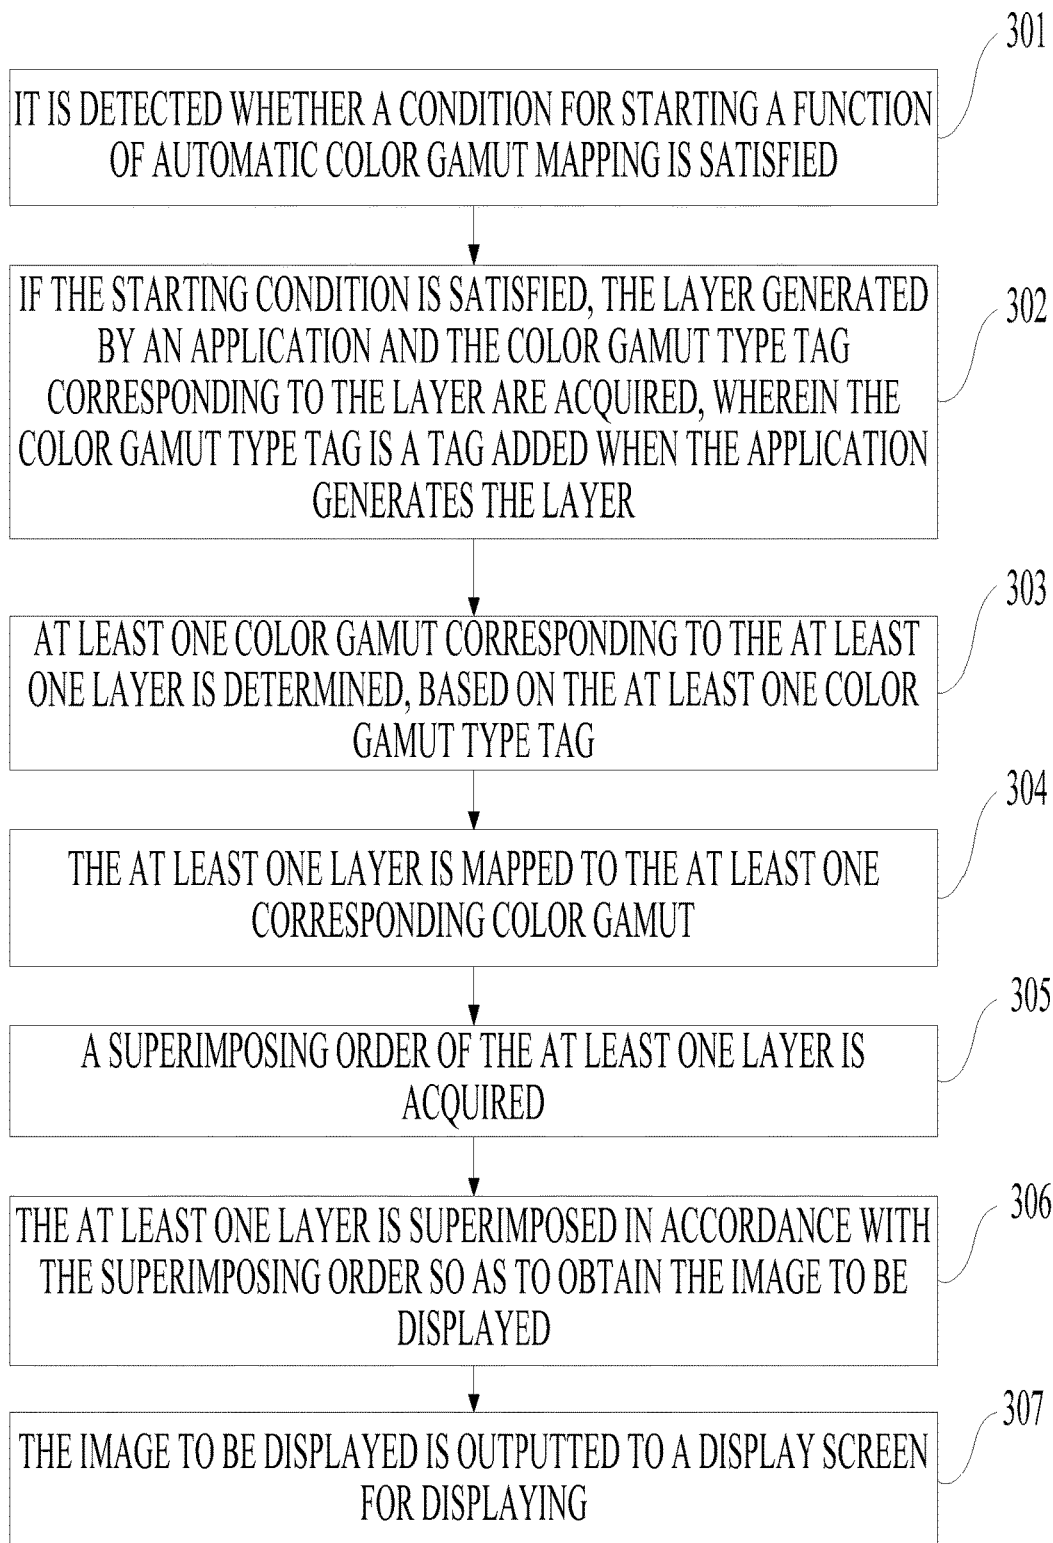 301
IT IS DETECTED WHETHER A CONDITION FOR STARTING A FUNCTION
OF AUTOMATIC COLOR GAMUT MAPPING IS SATISFIED
302
IF THE STARTING CONDITION IS SATISFIED, THE LAYER GENERATED
BY AN APPLICATION AND THE COLOR GAMUT TYPE TAG
CORRESPONDING TO THE LAYER ARE ACQUIRED, WHEREIN THE
COLOR GAMUT TYPE TAG IS A TAG ADDED WHEN THE APPLICATION
GENERATES THE LAYER
303
AT LEAST ONE COLOR GAMUT CORRESPONDING TO THE AT LEAST
ONE LAYER IS DETERMINED, BASED ON THE AT LEAST ONE COLOR
GAMUT TYPE TAG
304
THE AT LEAST ONE LAYER IS MAPPED TO THE AT LEAST ONE
CORRESPONDING COLOR GAMUT
305
A SUPERIMPOSING ORDER OF THE AT LEAST ONE LAYER IS
ACQUIRED
306
THE AT LEAST ONE LAYER IS SUPERIMPOSED IN ACCORDANCE WITH
THE SUPERIMPOSING ORDER SO AS TO OBTAIN THE IMAGE TO BE
DISPLAYED
307
THE IMAGE TO BE DISPLAYED IS OUTPUTTED TO A DISPLAY SCREEN
FOR DISPLAYING